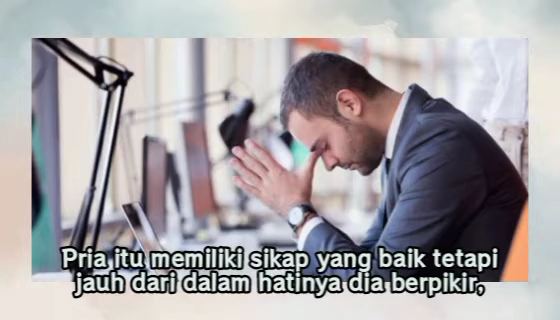 Pria itu memiliki sikap yang baik tetapi
jauh dari dalam hatinya dia berpikir,